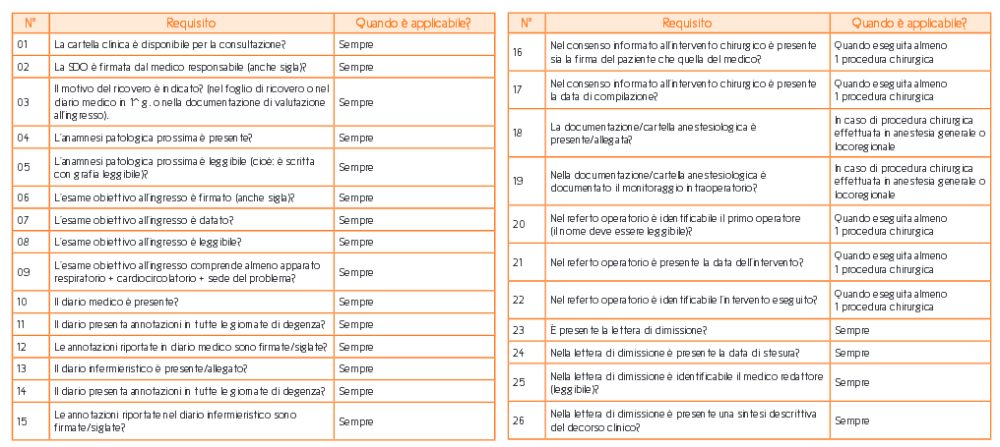 N° Requisito Quando è applicabile?
01 La cartella clinica è disponibile per la consultazione? Sempre
02 La SDO è firmata dal medico responsabile (anche sigla)? Sempre
03 Il motivo del ricovero è indicato? (nel foglio di ricovero o nel
diario medico in 1^ g. o nella documentazione di valutazione
all'ingresso). Sempre
04 L'anamnesi patologica prossima è presente? Sempre
05 L'anamnesi patologica prossima è leggibile (cioè: è scritta
con grafia leggibile)? Sempre
06 L'esame obiettivo all'ingresso è firmato (anche sigla)? Sempre
07 L'esame obiettivo all'ingresso è datato? Sempre
08 L'esame obiettivo all'ingresso è leggibile? Sempre
09 L'esame obiettivo all'ingresso comprende almeno apparato
respiratorio + cardiocircolatorio + sede del problema? Sempre
10 Il diario medico è presente? Sempre
11 Il diario presenta annotazioni in tutte le giornate di degenza? Sempre
12 Le annotazioni riportate in diario medico sono firmate/siglate? Sempre
13 Il diario infermieristico è presente/allegato? Sempre
14 Il diario presenta annotazioni in tutte le giornate di degenza? Sempre
15 Le annotazioni riportate nel diario infermieristico sono
firmate/siglate? Sempre
N° Requisito Quando è applicabile?
16 Nel consenso informato all'intervento chirurgico è presente
sia la firma del paziente che quella del medico?
Quando eseguita almeno
1 procedura chirurgica
17 Nel consenso informato all'intervento chirurgico è presente
la data di compilazione?
Quando eseguita almeno
1 procedura chirurgica
18 La documentazione/cartella anestesiologica è
presente/allegata?
In caso di procedura chirurgica
effettuata in anestesia generale o
locoregionale
19 Nella documentazione/cartella anestesiologica è
documentato il monitoraggio intraoperatorio?
In caso di procedura chirurgica
effettuata in anestesia generale o
locoregionale
20 Nel referto operatorio è identificabile il primo operatore
(il nome deve essere leggibile)?
Quando eseguita almeno
1 procedura chirurgica
21 Nel referto operatorio è presente la data dell'intervento?
Quando eseguita almeno
1 procedura chirurgica
22 Nel referto operatorio è identificabile l'intervento eseguito?
Quando eseguita almeno
1 procedura chirurgica
23 È presente la lettera di dimissione? Sempre
24 Nella lettera di dimissione è presente la data di stesura? Sempre
25 Nella lettera di dimissione è identificabile il medico redattore
(leggibile)? Sempre
26 Nella lettera di dimissione è presente una sintesi descrittiva
del decorso clinico? Sempre